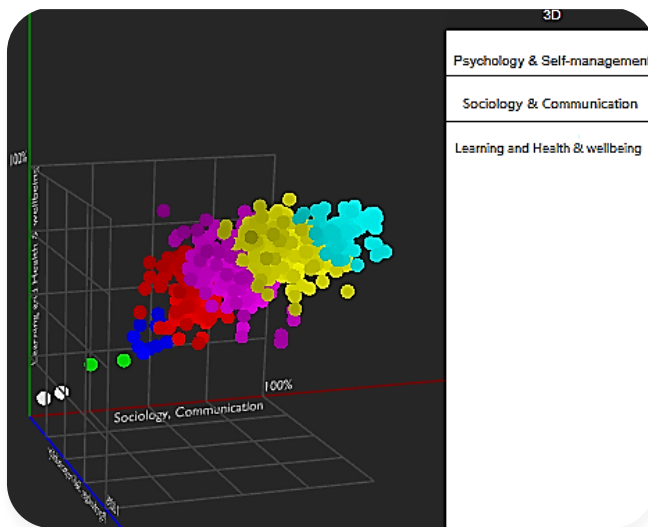 3D
Psychology & Self-management
Sociology & Communication
Learning and Health & wellbeing
100%
Learning and Health & wellbeing
100%
Sociology, Communication